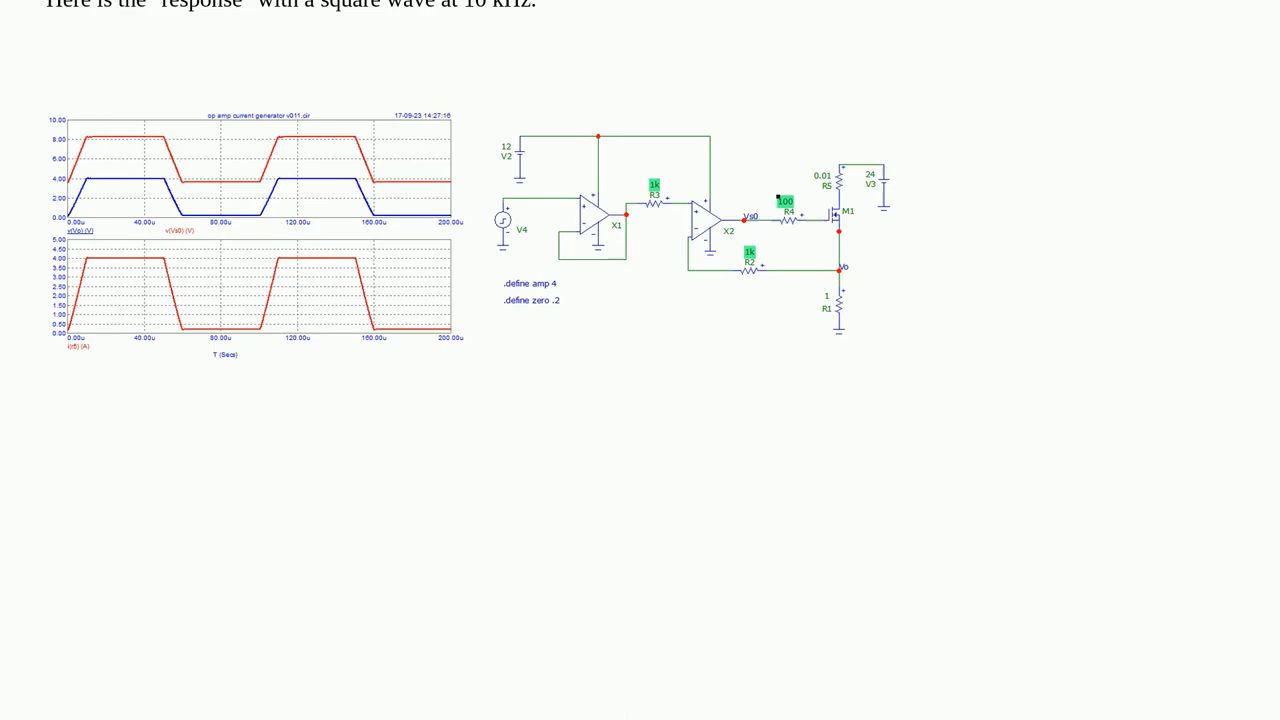 Here is the "response" with a square wave at 10 kHz.
op amp current generator v011.cir
17-09-23 14:27:16
10.00
8.00
6.00
4.00
2.00
0.00
0.00u 40.00u 80.00u 120.00u 160.00u 200.00u
v(Vo) (V) v(Vs0) (V)
5.00
4.50
4.00
3.50
3.00
2.50
2.00
1.50
1.00
0.50
0.00
0.00u 40.00u 80.00u 120.00u 160.00u 200.00u
i(r5) (A)
T (Secs)
12
V2
V4
X1
1k
R3
X2
Vs0
100
R4
M1
0.01
R5
24
V3
1k
R2
Vo
1
R1
.define amp 4
.define zero .2